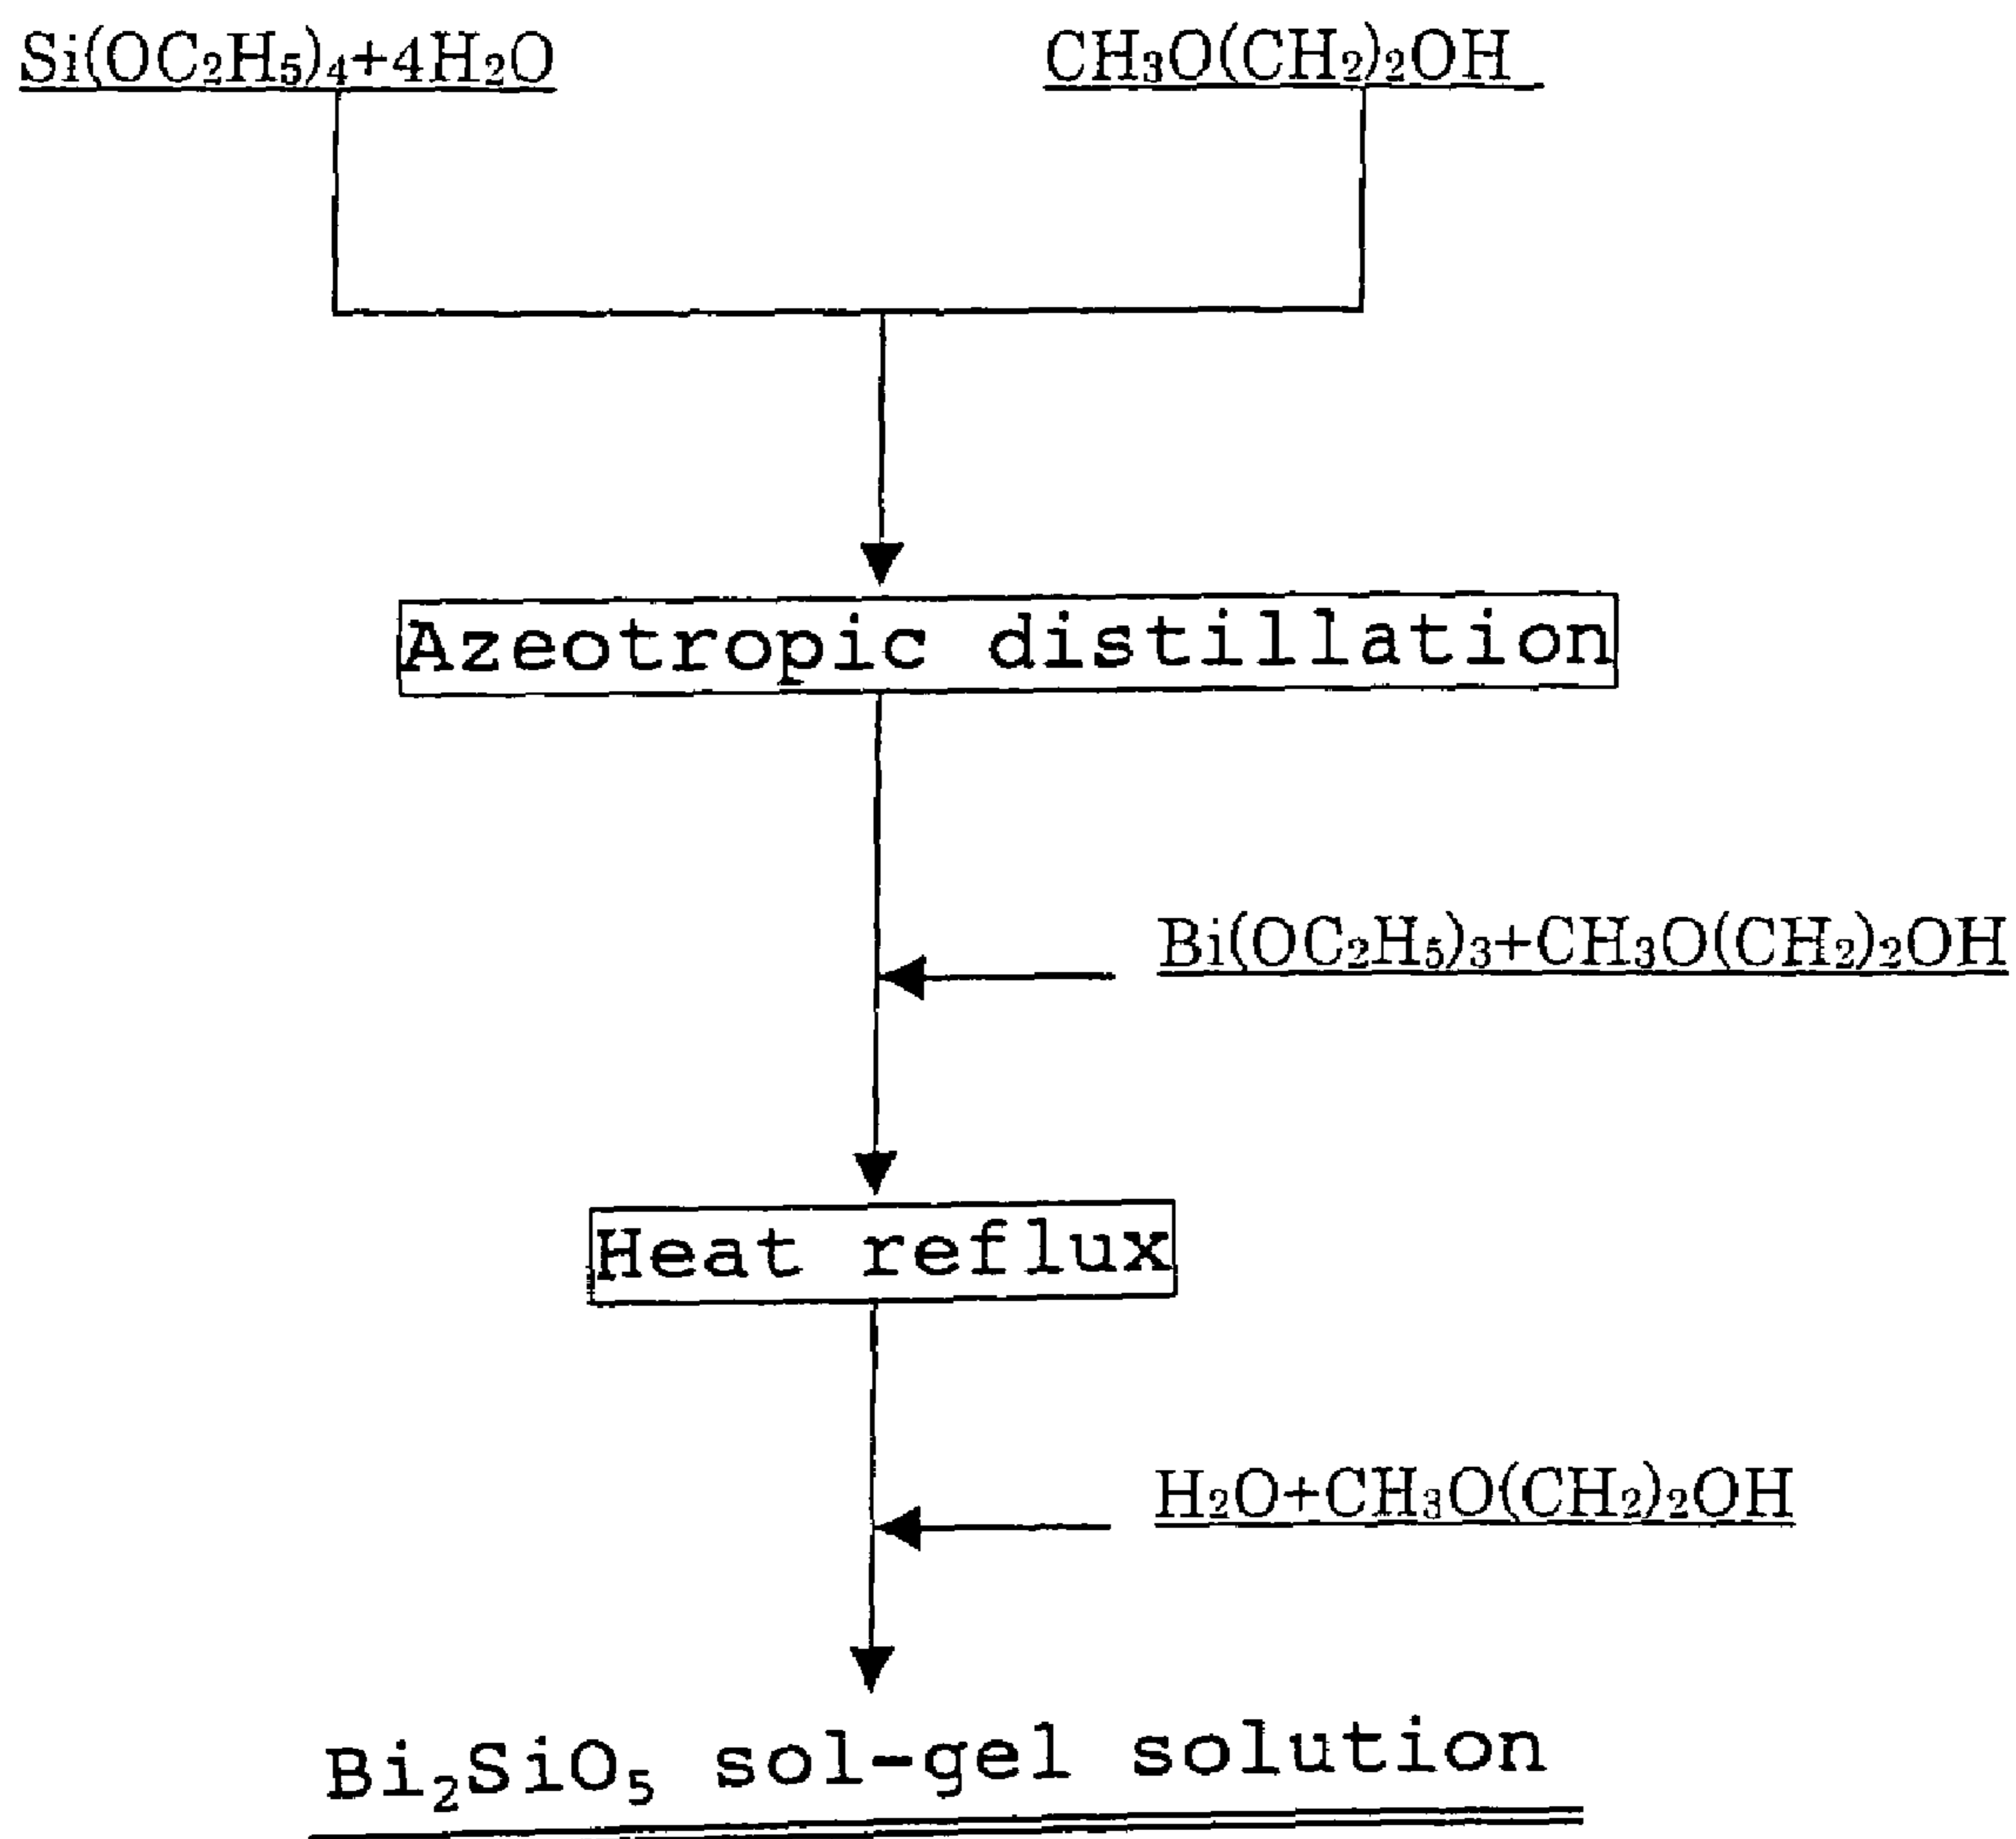 Si(OC₂H₅)₄+4H₂O
CH₃O(CH₂)₂OH
Azeotropic distillation
Bi(OC₂H₅)₃+CH₃O(CH₂)₂OH
Heat reflux
H₂O+CH₃O(CH₂)₂OH
Bi₂SiO₅ sol-gel solution